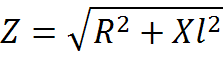 Z = √(R² + Xl²)